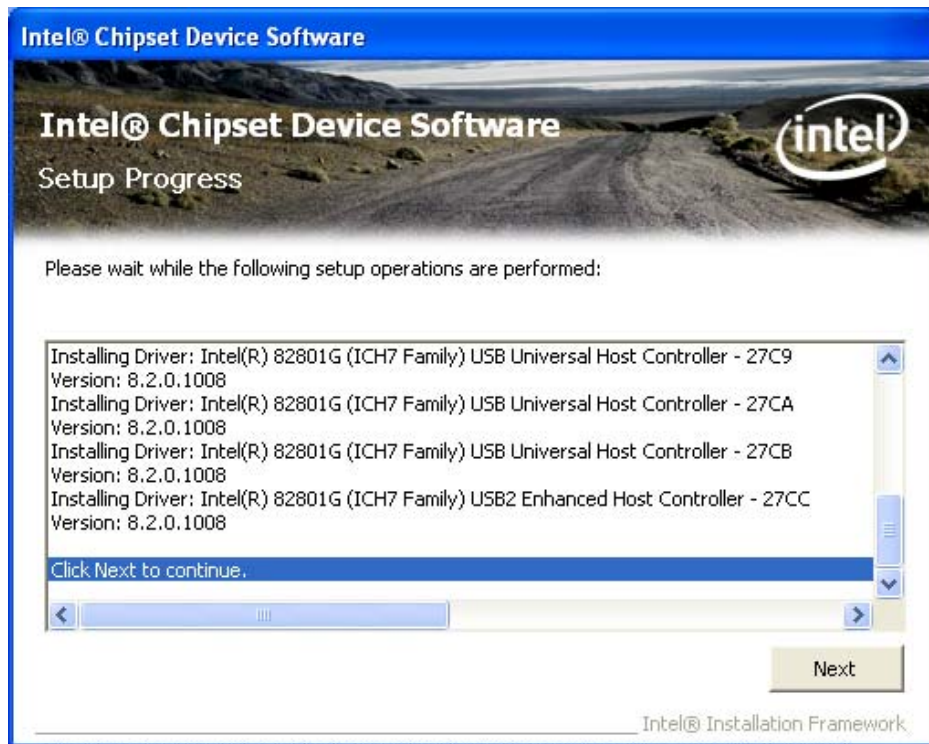 Intel® Chipset Device Software
Intel® Chipset Device Software
intel
Setup Progress
Please wait while the following setup operations are performed:
Installing Driver: Intel(R) 82801G (ICH7 Family) USB Universal Host Controller - 27C9
Version: 8.2.0.1008
Installing Driver: Intel(R) 82801G (ICH7 Family) USB Universal Host Controller - 27CA
Version: 8.2.0.1008
Installing Driver: Intel(R) 82801G (ICH7 Family) USB Universal Host Controller - 27CB
Version: 8.2.0.1008
Installing Driver: Intel(R) 82801G (ICH7 Family) USB2 Enhanced Host Controller - 27CC
Version: 8.2.0.1008
Click Next to continue.
Next
Intel® Installation Framework